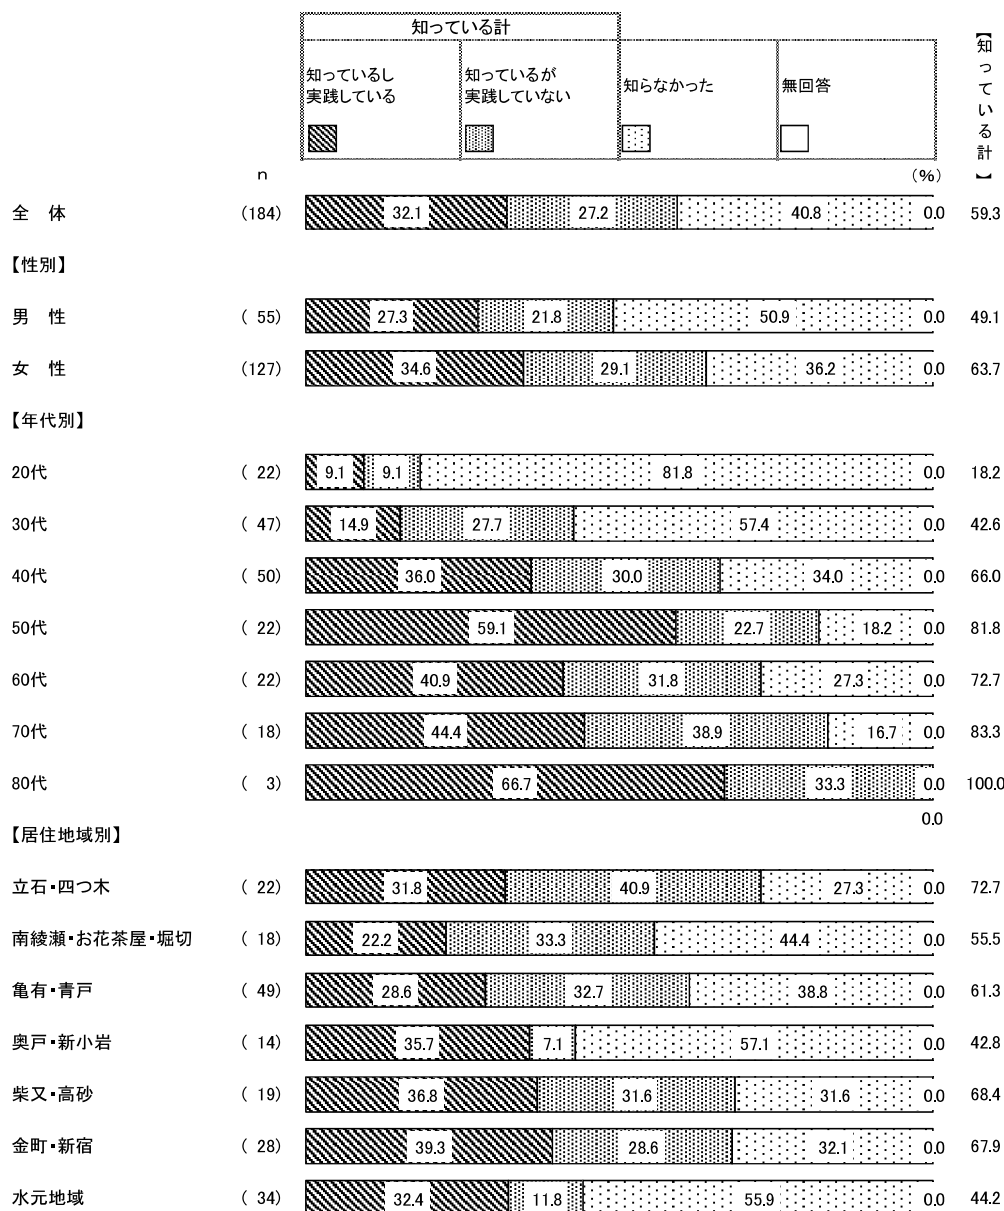 知っている計
知っているし
実践している
知っているが
実践していない
知らなかった
無回答
【知っている計】
n
(%)
全 体 (184) 32.1 27.2 40.8 0.0 59.3
【性別】
男 性 ( 55) 27.3 21.8 50.9 0.0 49.1
女 性 (127) 34.6 29.1 36.2 0.0 63.7
【年代別】
20代 ( 22) 9.1 9.1 81.8 0.0 18.2
30代 ( 47) 14.9 27.7 57.4 0.0 42.6
40代 ( 50) 36.0 30.0 34.0 0.0 66.0
50代 ( 22) 59.1 22.7 18.2 0.0 81.8
60代 ( 22) 40.9 31.8 27.3 0.0 72.7
70代 ( 18) 44.4 38.9 16.7 0.0 83.3
80代 ( 3) 66.7 33.3 0.0 100.0
0.0
【居住地域別】
立石・四つ木 ( 22) 31.8 40.9 27.3 0.0 72.7
南綾瀬・お花茶屋・堀切 ( 18) 22.2 33.3 44.4 0.0 55.5
亀有・青戸 ( 49) 28.6 32.7 38.8 0.0 61.3
奥戸・新小岩 ( 14) 35.7 7.1 57.1 0.0 42.8
柴又・高砂 ( 19) 36.8 31.6 31.6 0.0 68.4
金町・新宿 ( 28) 39.3 28.6 32.1 0.0 67.9
水元地域 ( 34) 32.4 11.8 55.9 0.0 44.2